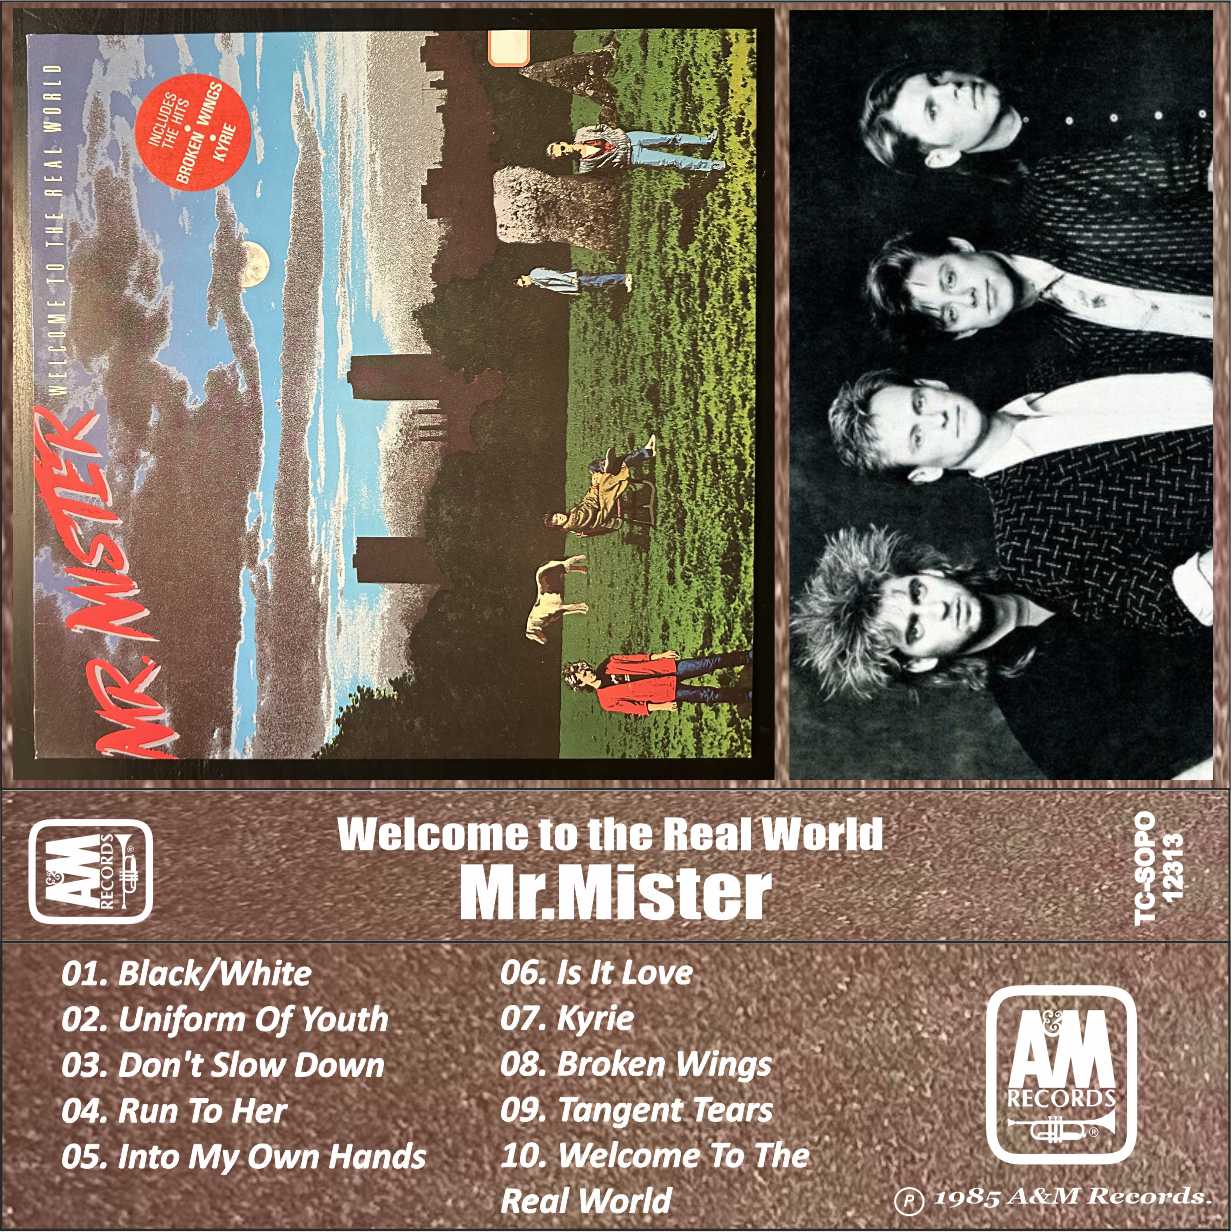 WELCOME TO THE REAL WORLD
MR. MISTER
INCLUDES
THE HITS
BROKEN WINGS
•
KYRIE
A&M
RECORDS
®
Welcome to the Real World
Mr.Mister
TC-SOPO
12313
01. Black/White
02. Uniform Of Youth
03. Don't Slow Down
04. Run To Her
05. Into My Own Hands
06. Is It Love
07. Kyrie
08. Broken Wings
09. Tangent Tears
10. Welcome To The
Real World
A&M
RECORDS
®
℗ 1985 A&M Records.